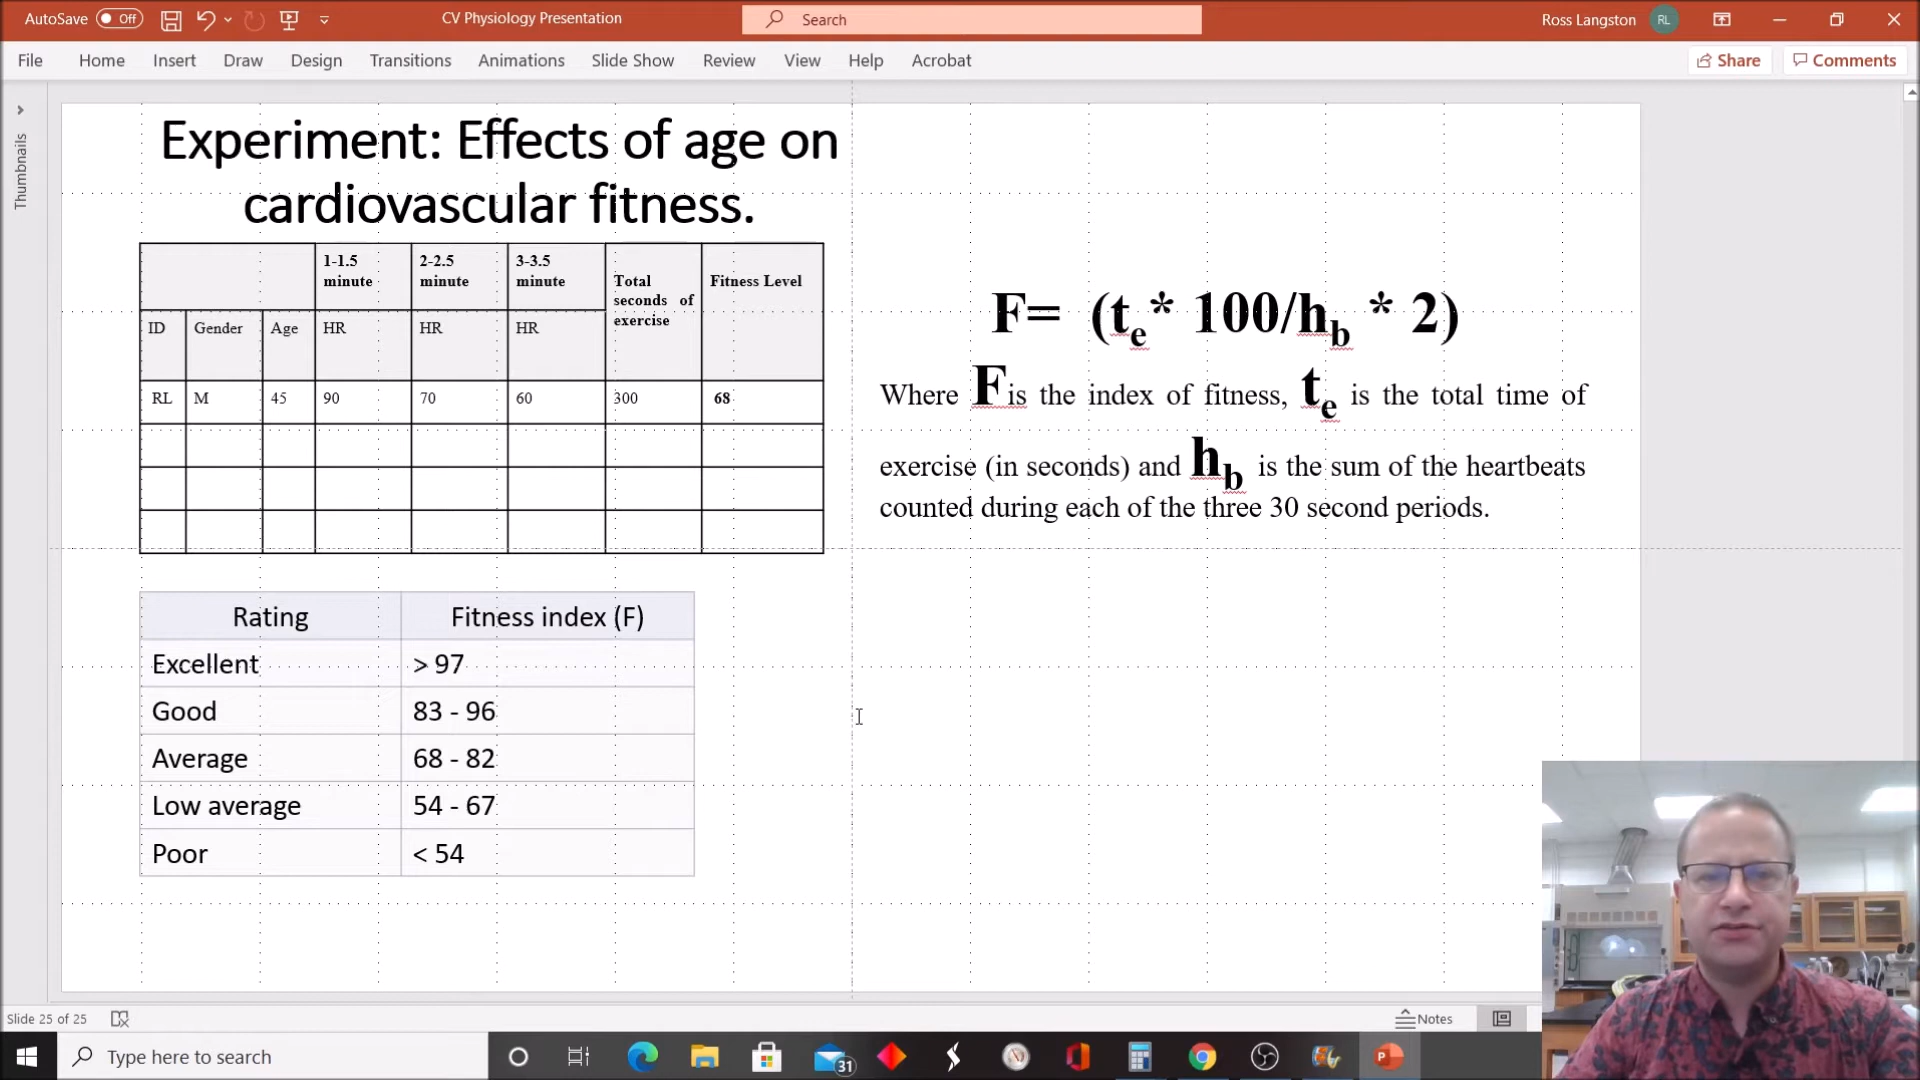 AutoSave Off
CV Physiology Presentation
Search
Ross Langston RL
File Home Insert Draw Design Transitions Animations Slide Show Review View Help Acrobat
Share Comments
Thumbnails
Experiment: Effects of age on
cardiovascular fitness.
1-1.5 minute 2-2.5 minute 3-3.5 minute Total seconds of exercise Fitness Level
ID Gender Age HR HR HR
RL M 45 90 70 60 300 68
F= (te* 100/hb * 2)
Where F is the index of fitness, te is the total time of
exercise (in seconds) and hb is the sum of the heartbeats
counted during each of the three 30 second periods.
Rating Fitness index (F)
Excellent > 97
Good 83 - 96
Average 68 - 82
Low average 54 - 67
Poor < 54
Slide 25 of 25
Notes
Type here to search
31